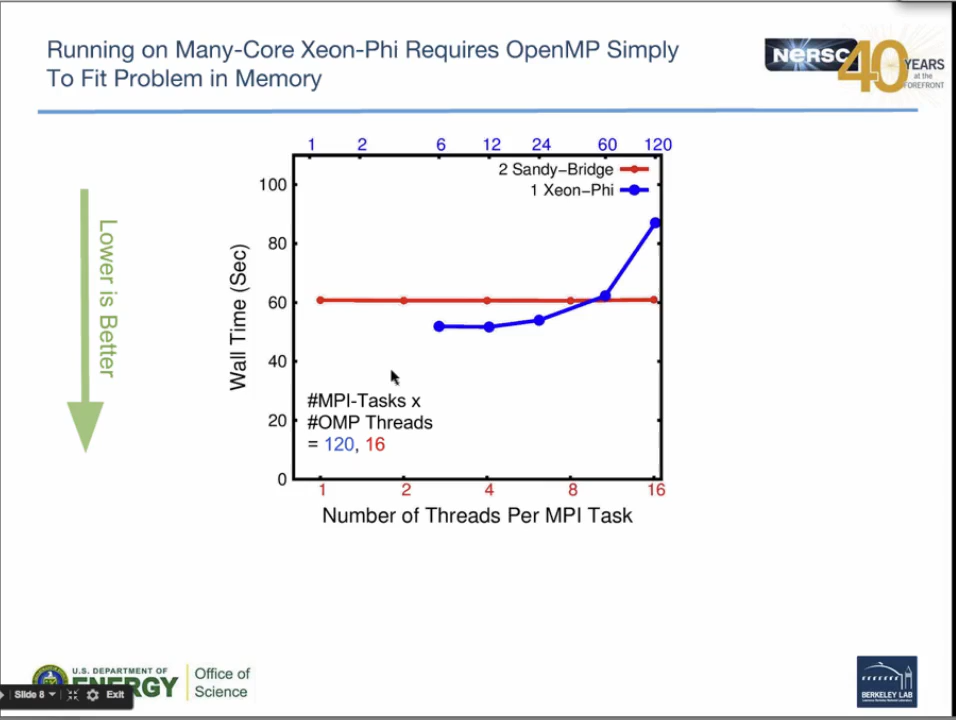 Running on Many-Core Xeon-Phi Requires OpenMP Simply
To Fit Problem in Memory
NERSC
40
YEARS
at the
FOREFRONT
Lower is Better
1 2 6 12 24 60 120
2 Sandy−Bridge
1 Xeon−Phi
100
80
60
40
20
0
Wall Time (Sec)
#MPI-Tasks x
#OMP Threads
= 120, 16
1 2 4 8 16
Number of Threads Per MPI Task
U.S. DEPARTMENT OF
ENERGY
Office of
Science
Slide 8
Exit
BERKELEY LAB